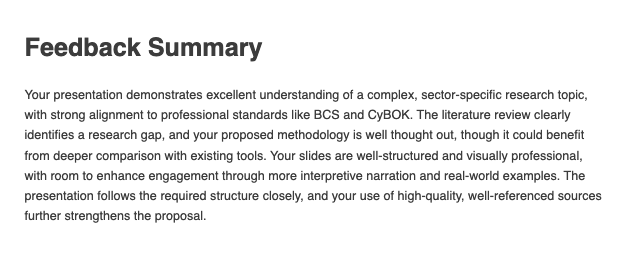 Feedback Summary
Your presentation demonstrates excellent understanding of a complex, sector-specific research topic,
with strong alignment to professional standards like BCS and CyBOK. The literature review clearly
identifies a research gap, and your proposed methodology is well thought out, though it could benefit
from deeper comparison with existing tools. Your slides are well-structured and visually professional,
with room to enhance engagement through more interpretive narration and real-world examples. The
presentation follows the required structure closely, and your use of high-quality, well-referenced sources
further strengthens the proposal.